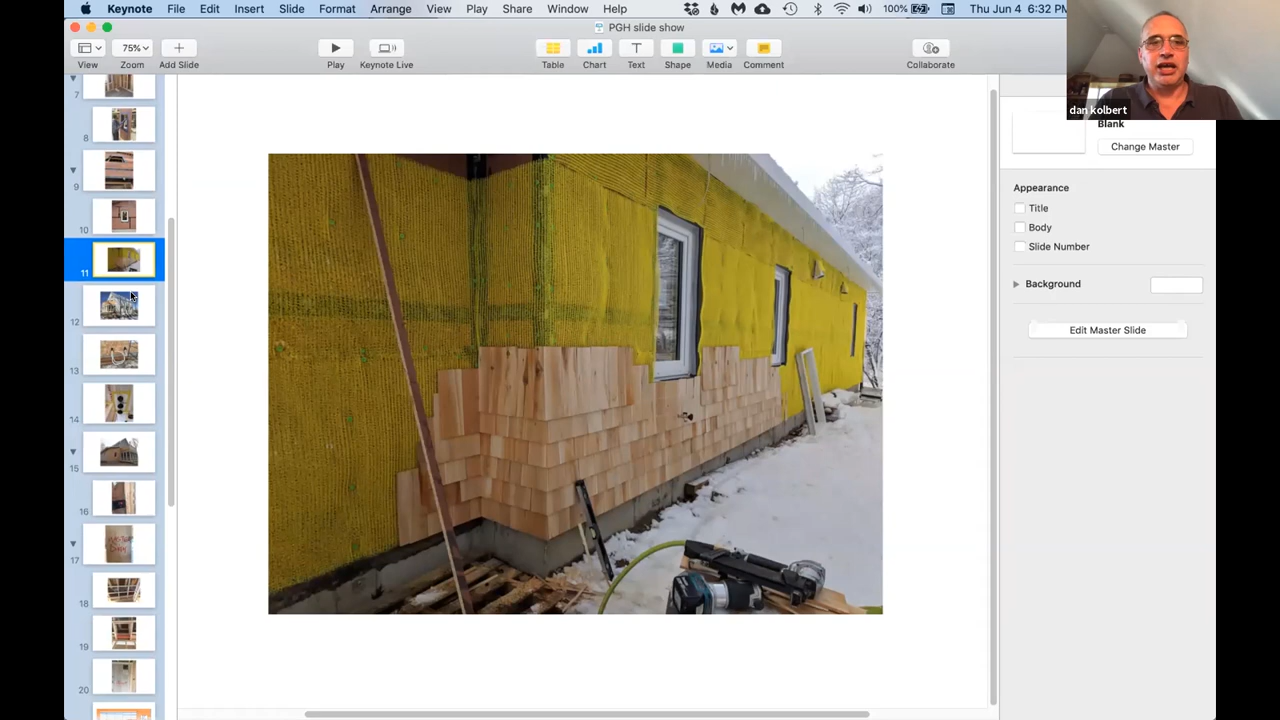 Keynote File Edit Insert Slide Format Arrange View Play Share Window Help 100% Thu Jun 4 6:32 PM
PGH slide show
75%
View Zoom Add Slide Play Keynote Live Table Chart Text Shape Media Comment Collaborate
dan kolbert
7
8
9
10
11
12
13
14
15
16
17
18
19
20
Blank
Change Master
Appearance
Title
Body
Slide Number
Background
Edit Master Slide